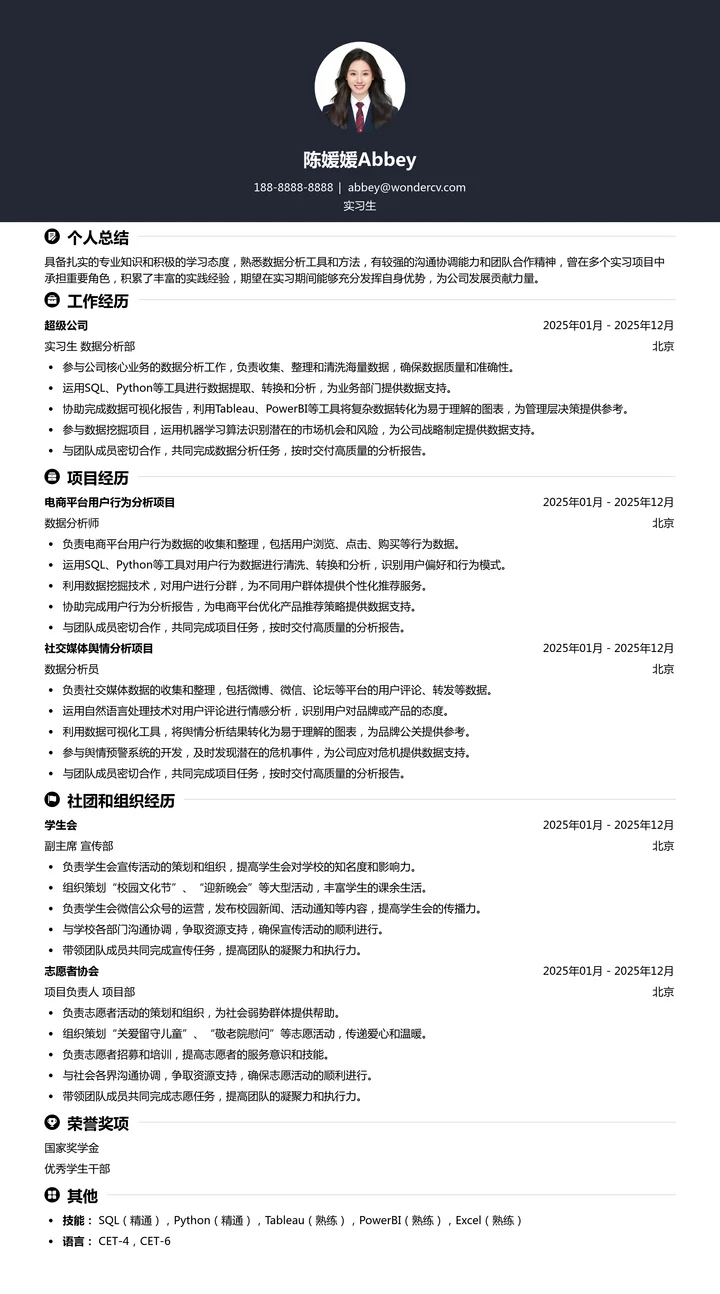 陈媛媛Abbey
188-8888-8888 | abbey@wondercv.com
实习生
个人总结
具备扎实的专业知识和积极的学习态度，熟悉数据分析工具和方法，有较强的沟通协调能力和团队合作精神，曾在多个实习项目中
承担重要角色，积累了丰富的实践经验，期望在实习期间能够充分发挥自身优势，为公司发展贡献力量。
工作经历
超级公司 2025年01月 - 2025年12月
实习生 数据分析部 北京
• 参与公司核心业务的数据分析工作，负责收集、整理和清洗海量数据，确保数据质量和准确性。
• 运用SQL、Python等工具进行数据提取、转换和分析，为业务部门提供数据支持。
• 协助完成数据可视化报告，利用Tableau、PowerBI等工具将复杂数据转化为易于理解的图表，为管理层决策提供参考。
• 参与数据挖掘项目，运用机器学习算法识别潜在的市场机会和风险，为公司战略制定提供数据支持。
• 与团队成员密切合作，共同完成数据分析任务，按时交付高质量的分析报告。
项目经历
电商平台用户行为分析项目 2025年01月 - 2025年12月
数据分析师 北京
• 负责电商平台用户行为数据的收集和整理，包括用户浏览、点击、购买等行为数据。
• 运用SQL、Python等工具对用户行为数据进行清洗、转换和分析，识别用户偏好和行为模式。
• 利用数据挖掘技术，对用户进行分群，为不同用户群体提供个性化推荐服务。
• 协助完成用户行为分析报告，为电商平台优化产品推荐策略提供数据支持。
• 与团队成员密切合作，共同完成项目任务，按时交付高质量的分析报告。
社交媒体舆情分析项目 2025年01月 - 2025年12月
数据分析员 北京
• 负责社交媒体数据的收集和整理，包括微博、微信、论坛等平台的用户评论、转发等数据。
• 运用自然语言处理技术对用户评论进行情感分析，识别用户对品牌或产品的态度。
• 利用数据可视化工具，将舆情分析结果转化为易于理解的图表，为品牌公关提供参考。
• 参与舆情预警系统的开发，及时发现潜在的危机事件，为公司应对危机提供数据支持。
• 与团队成员密切合作，共同完成项目任务，按时交付高质量的分析报告。
社团和组织经历
学生会 2025年01月 - 2025年12月
副主席 宣传部 北京
• 负责学生会宣传活动的策划和组织，提高学生会对学校的知名度和影响力。
• 组织策划“校园文化节”、“迎新晚会”等大型活动，丰富学生的课余生活。
• 负责学生会微信公众号的运营，发布校园新闻、活动通知等内容，提高学生会的传播力。
• 与学校各部门沟通协调，争取资源支持，确保宣传活动的顺利进行。
• 带领团队成员共同完成宣传任务，提高团队的凝聚力和执行力。
志愿者协会 2025年01月 - 2025年12月
项目负责人 项目部 北京
• 负责志愿者活动的策划和组织，为社会弱势群体提供帮助。
• 组织策划“关爱留守儿童”、“敬老院慰问”等志愿活动，传递爱心和温暖。
• 负责志愿者招募和培训，提高志愿者的服务意识和技能。
• 与社会各界沟通协调，争取资源支持，确保志愿活动的顺利进行。
• 带领团队成员共同完成志愿任务，提高团队的凝聚力和执行力。
荣誉奖项
国家奖学金
优秀学生干部
其他
• 技能： SQL（精通），Python（精通），Tableau（熟练），PowerBI（熟练），Excel（熟练）
• 语言： CET-4，CET-6